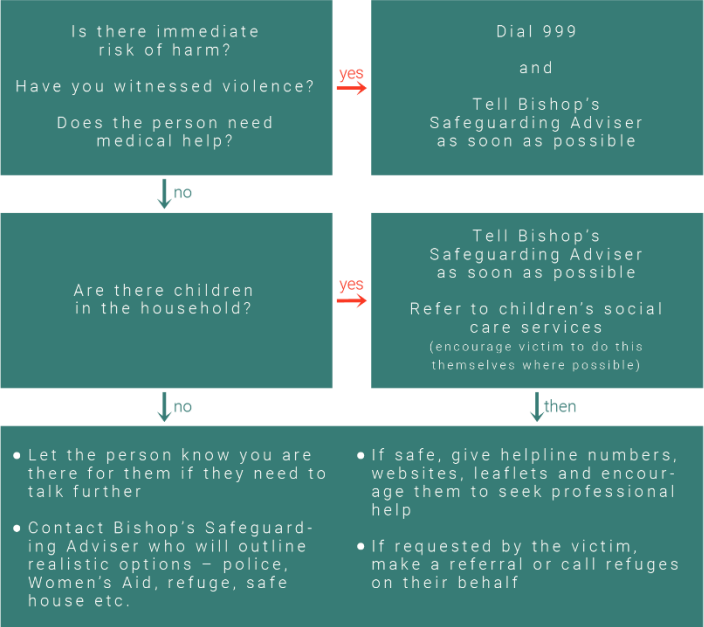 Is there immediate
risk of harm?
Have you witnessed violence?
Does the person need
medical help?
yes
Dial 999
and
Tell Bishop's
Safeguarding Adviser
as soon as possible
no
Are there children
in the household?
yes
Tell Bishop's
Safeguarding Adviser
as soon as possible
Refer to children's social
care services
(encourage victim to do this
themselves where possible)
no
then
• Let the person know you are
there for them if they need to
talk further
• Contact Bishop's Safeguard-
ing Adviser who will outline
realistic options – police,
Women's Aid, refuge, safe
house etc.
• If safe, give helpline numbers,
websites, leaflets and encour-
age them to seek professional
help
• If requested by the victim,
make a referral or call refuges
on their behalf